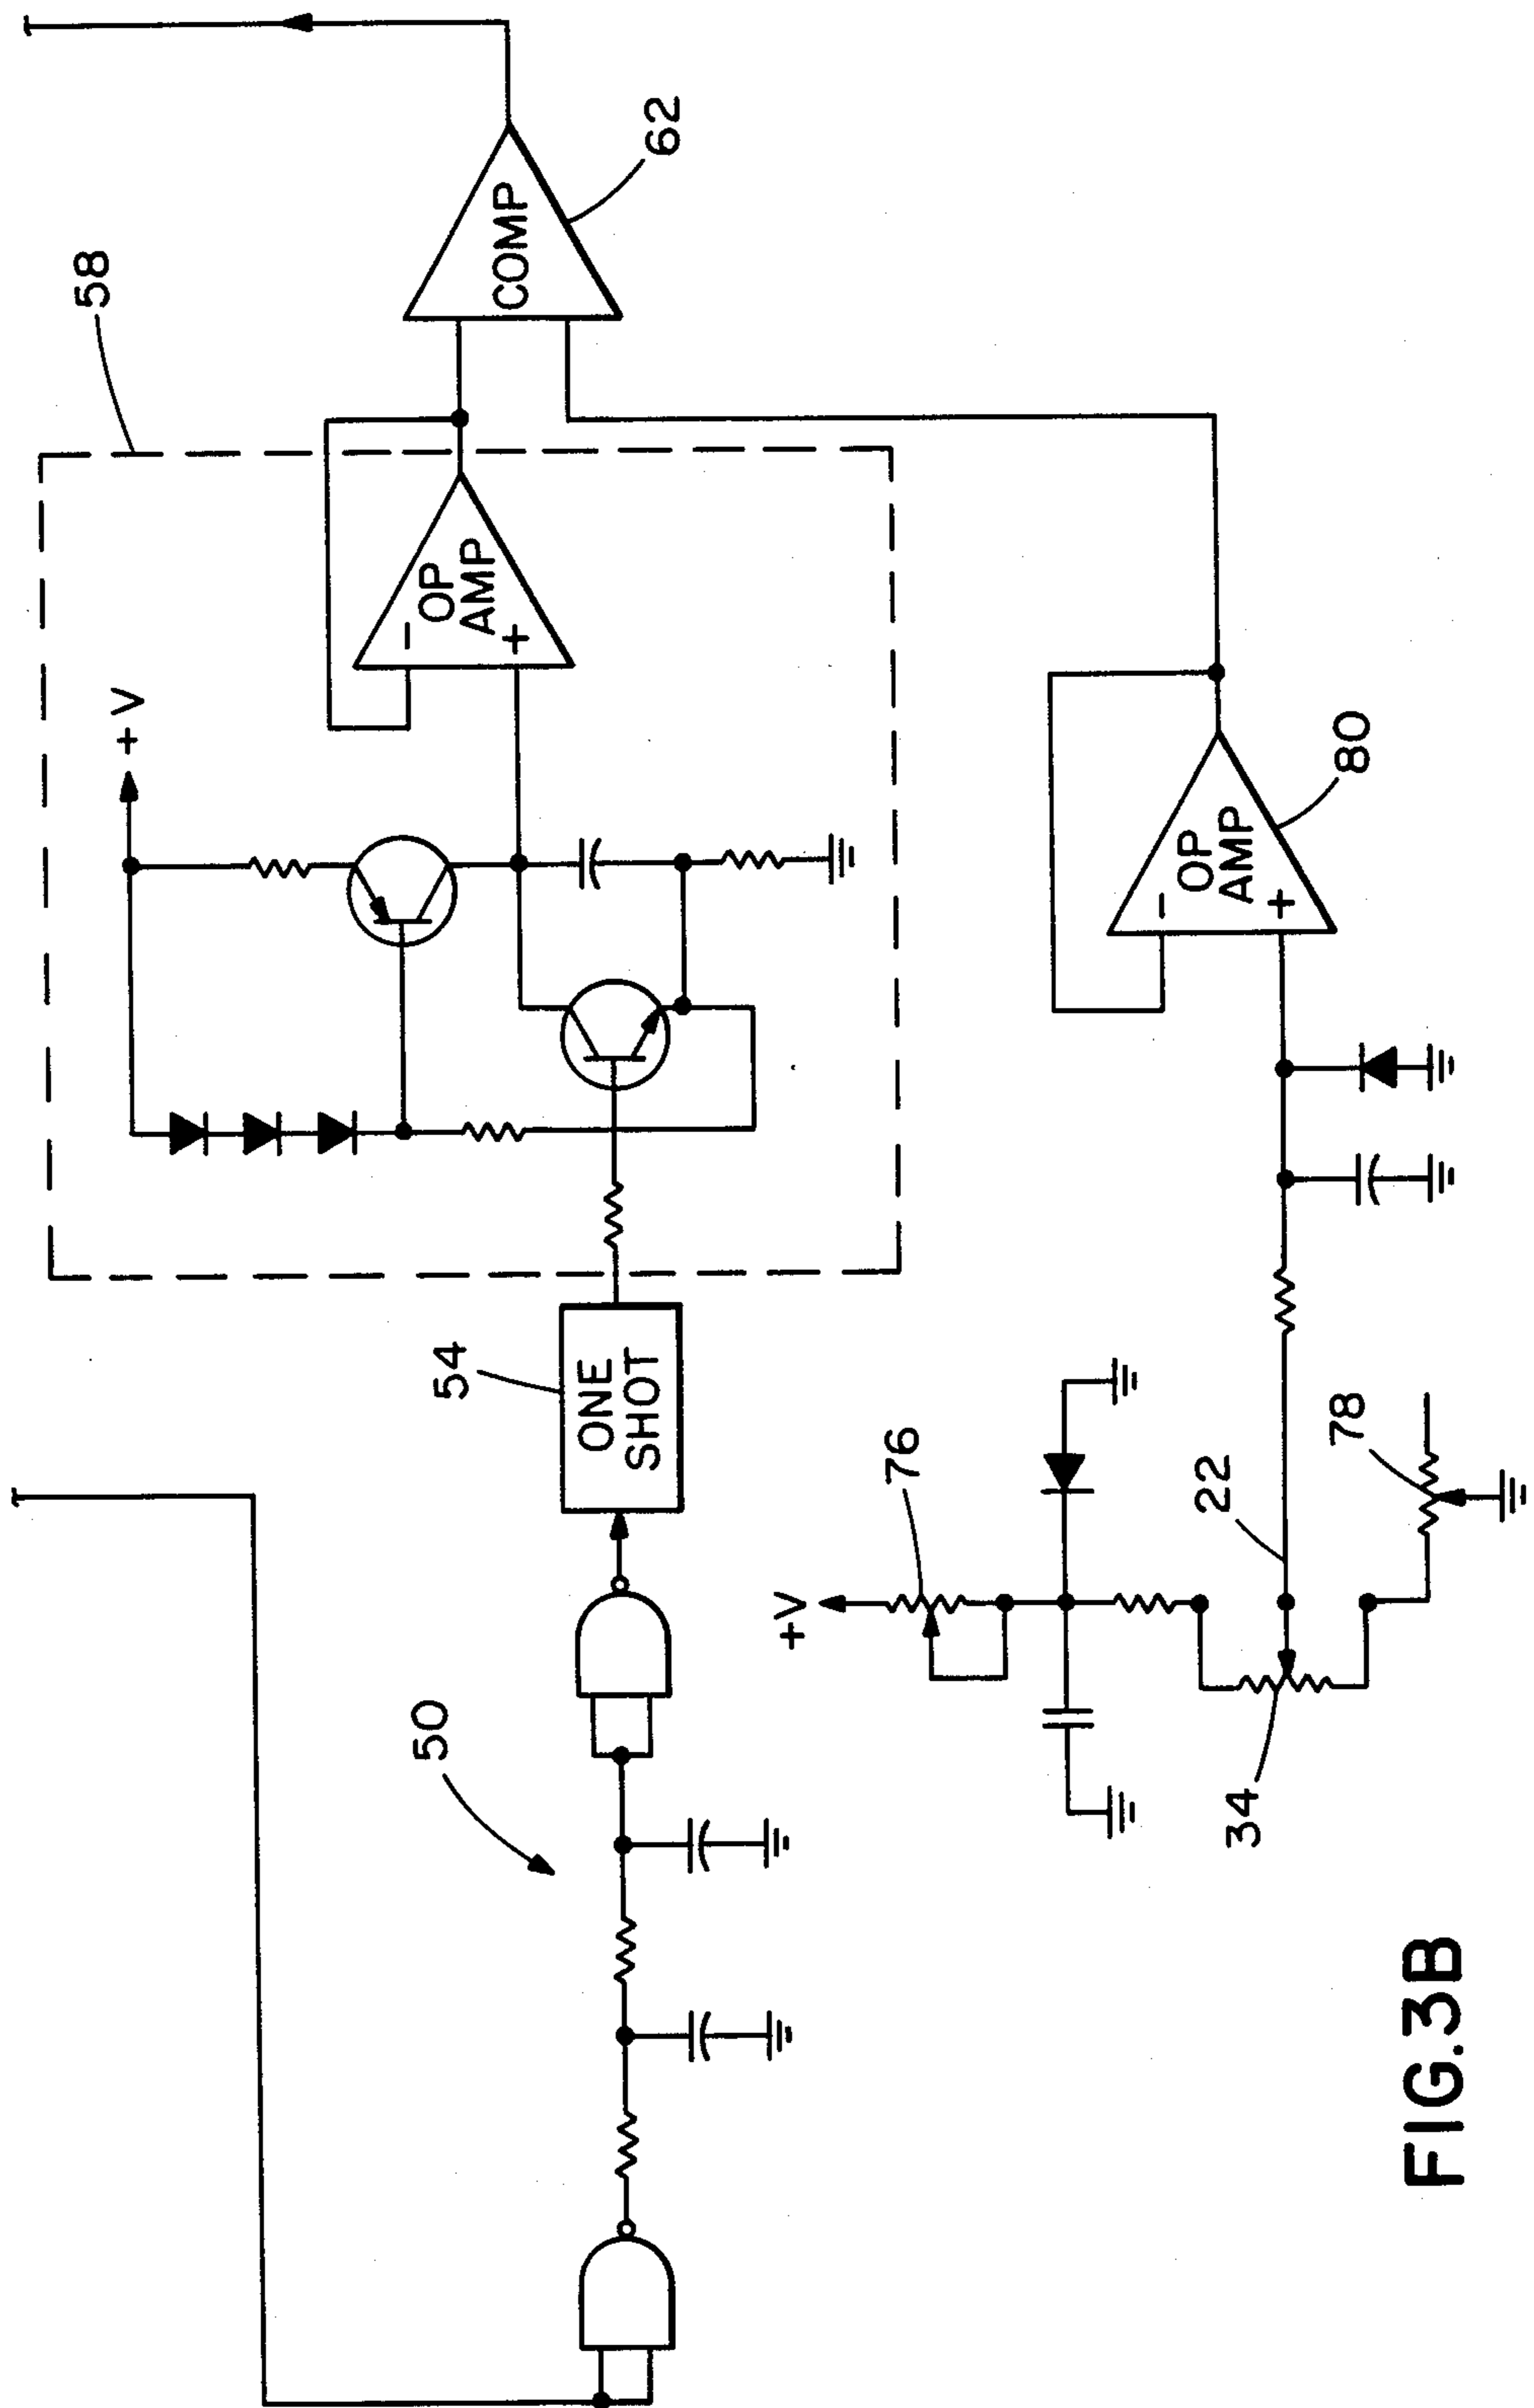 58
+ V
OP
AMP
-
+
COMP
62
50
54
ONE
SHOT
+V
76
34
22
78
OP
AMP
-
+
80
FIG.3B